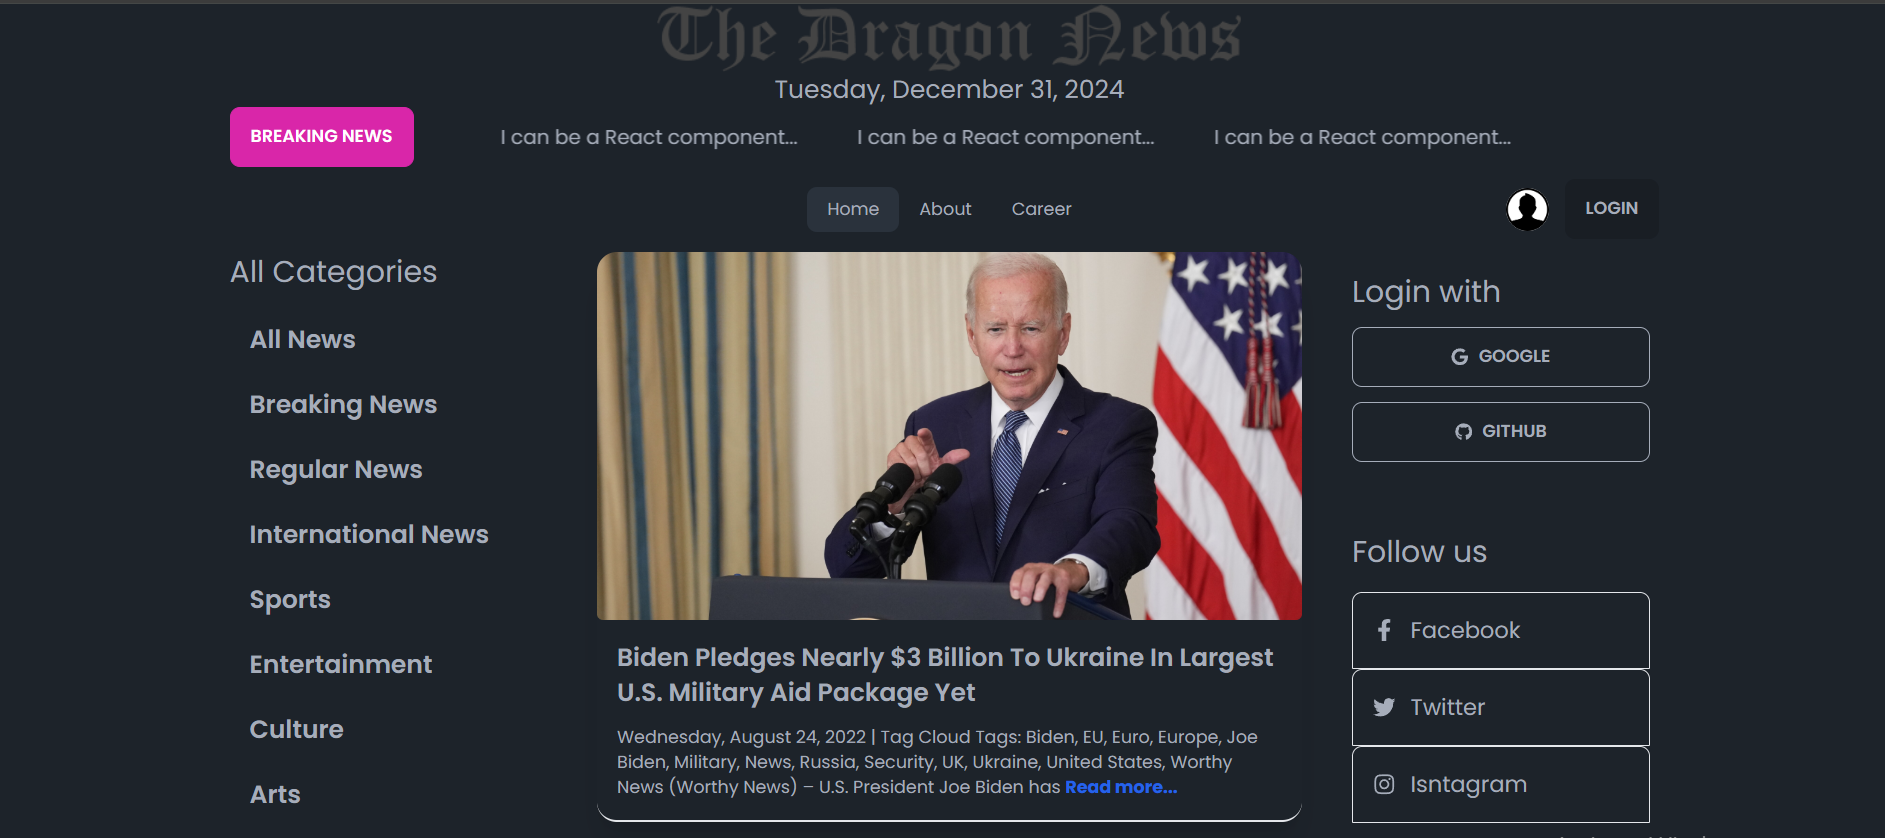 The Dragon News
Tuesday, December 31, 2024
BREAKING NEWS
I can be a React component... I can be a React component... I can be a React component...
Home About Career
LOGIN
All Categories
All News
Breaking News
Regular News
International News
Sports
Entertainment
Culture
Arts
Biden Pledges Nearly $3 Billion To Ukraine In Largest
U.S. Military Aid Package Yet
Wednesday, August 24, 2022 | Tag Cloud Tags: Biden, EU, Euro, Europe, Joe
Biden, Military, News, Russia, Security, UK, Ukraine, United States, Worthy
News (Worthy News) – U.S. President Joe Biden has Read more...
Login with
GOOGLE
GITHUB
Follow us
Facebook
Twitter
Isntagram